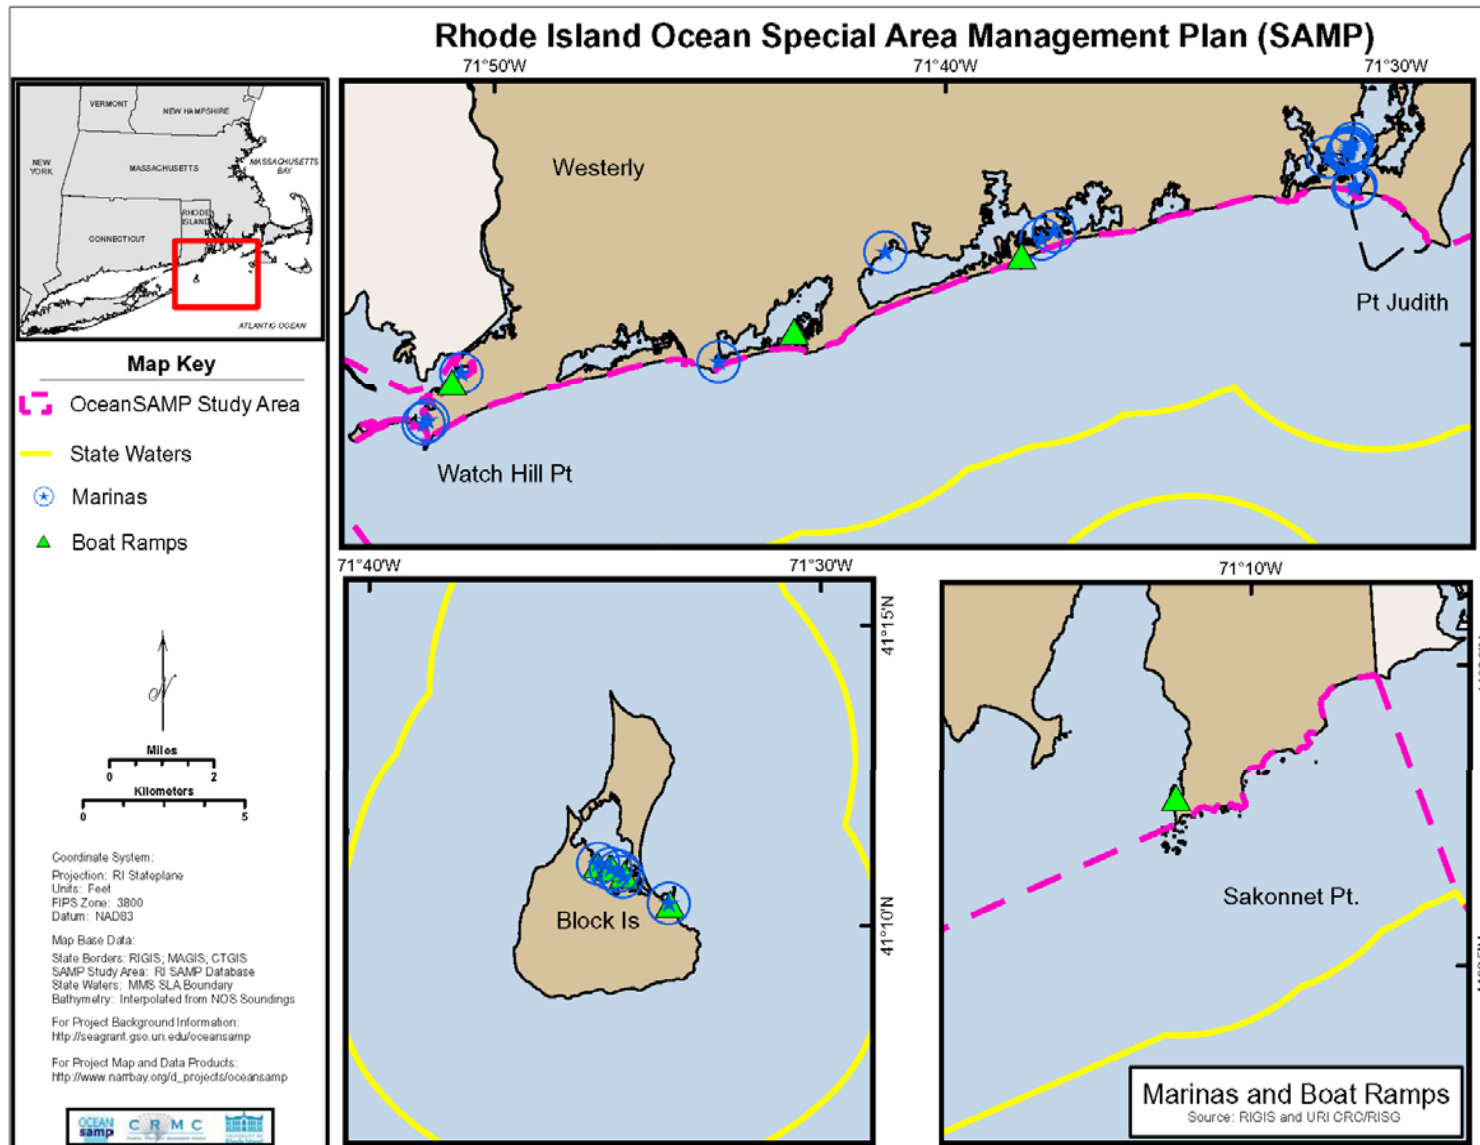 Rhode Island Ocean Special Area Management Plan (SAMP)
71°50'W
71°40'W
71°30'W
VERMONT
NEW HAMPSHIRE
NEW
YORK
MASSACHUSETTS
MASSACHUSETTS
BAY
RHODE
ISLAND
CONNECTICUT
ATLANTIC OCEAN
Westerly
Pt Judith
Watch Hill Pt
Map Key
OceanSAMP Study Area
State Waters
Marinas
Boat Ramps
N
Miles
0 2
Kilometers
0 5
Coordinate System:
Projection: RI Stateplane
Units: Feet
FIPS Zone: 3800
Datum: NAD83
Map Base Data:
State Borders: RIGIS; MAGIS; CTGIS
SAMP Study Area: RI SAMP Database
State Waters: MMS SLA Boundary
Bathymetry: Interpolated from NOS Soundings
For Project Background Information:
http://seagrant.gso.uri.edu/oceansamp
For Project Map and Data Products:
http://www.narrbay.org/d_projects/oceansamp
OCEAN
samp
C R M C
71°40'W
71°30'W
41°15'N
41°10'N
Block Is
71°10'W
Sakonnet Pt.
Marinas and Boat Ramps
Source: RIGIS and URI CRC/RISG